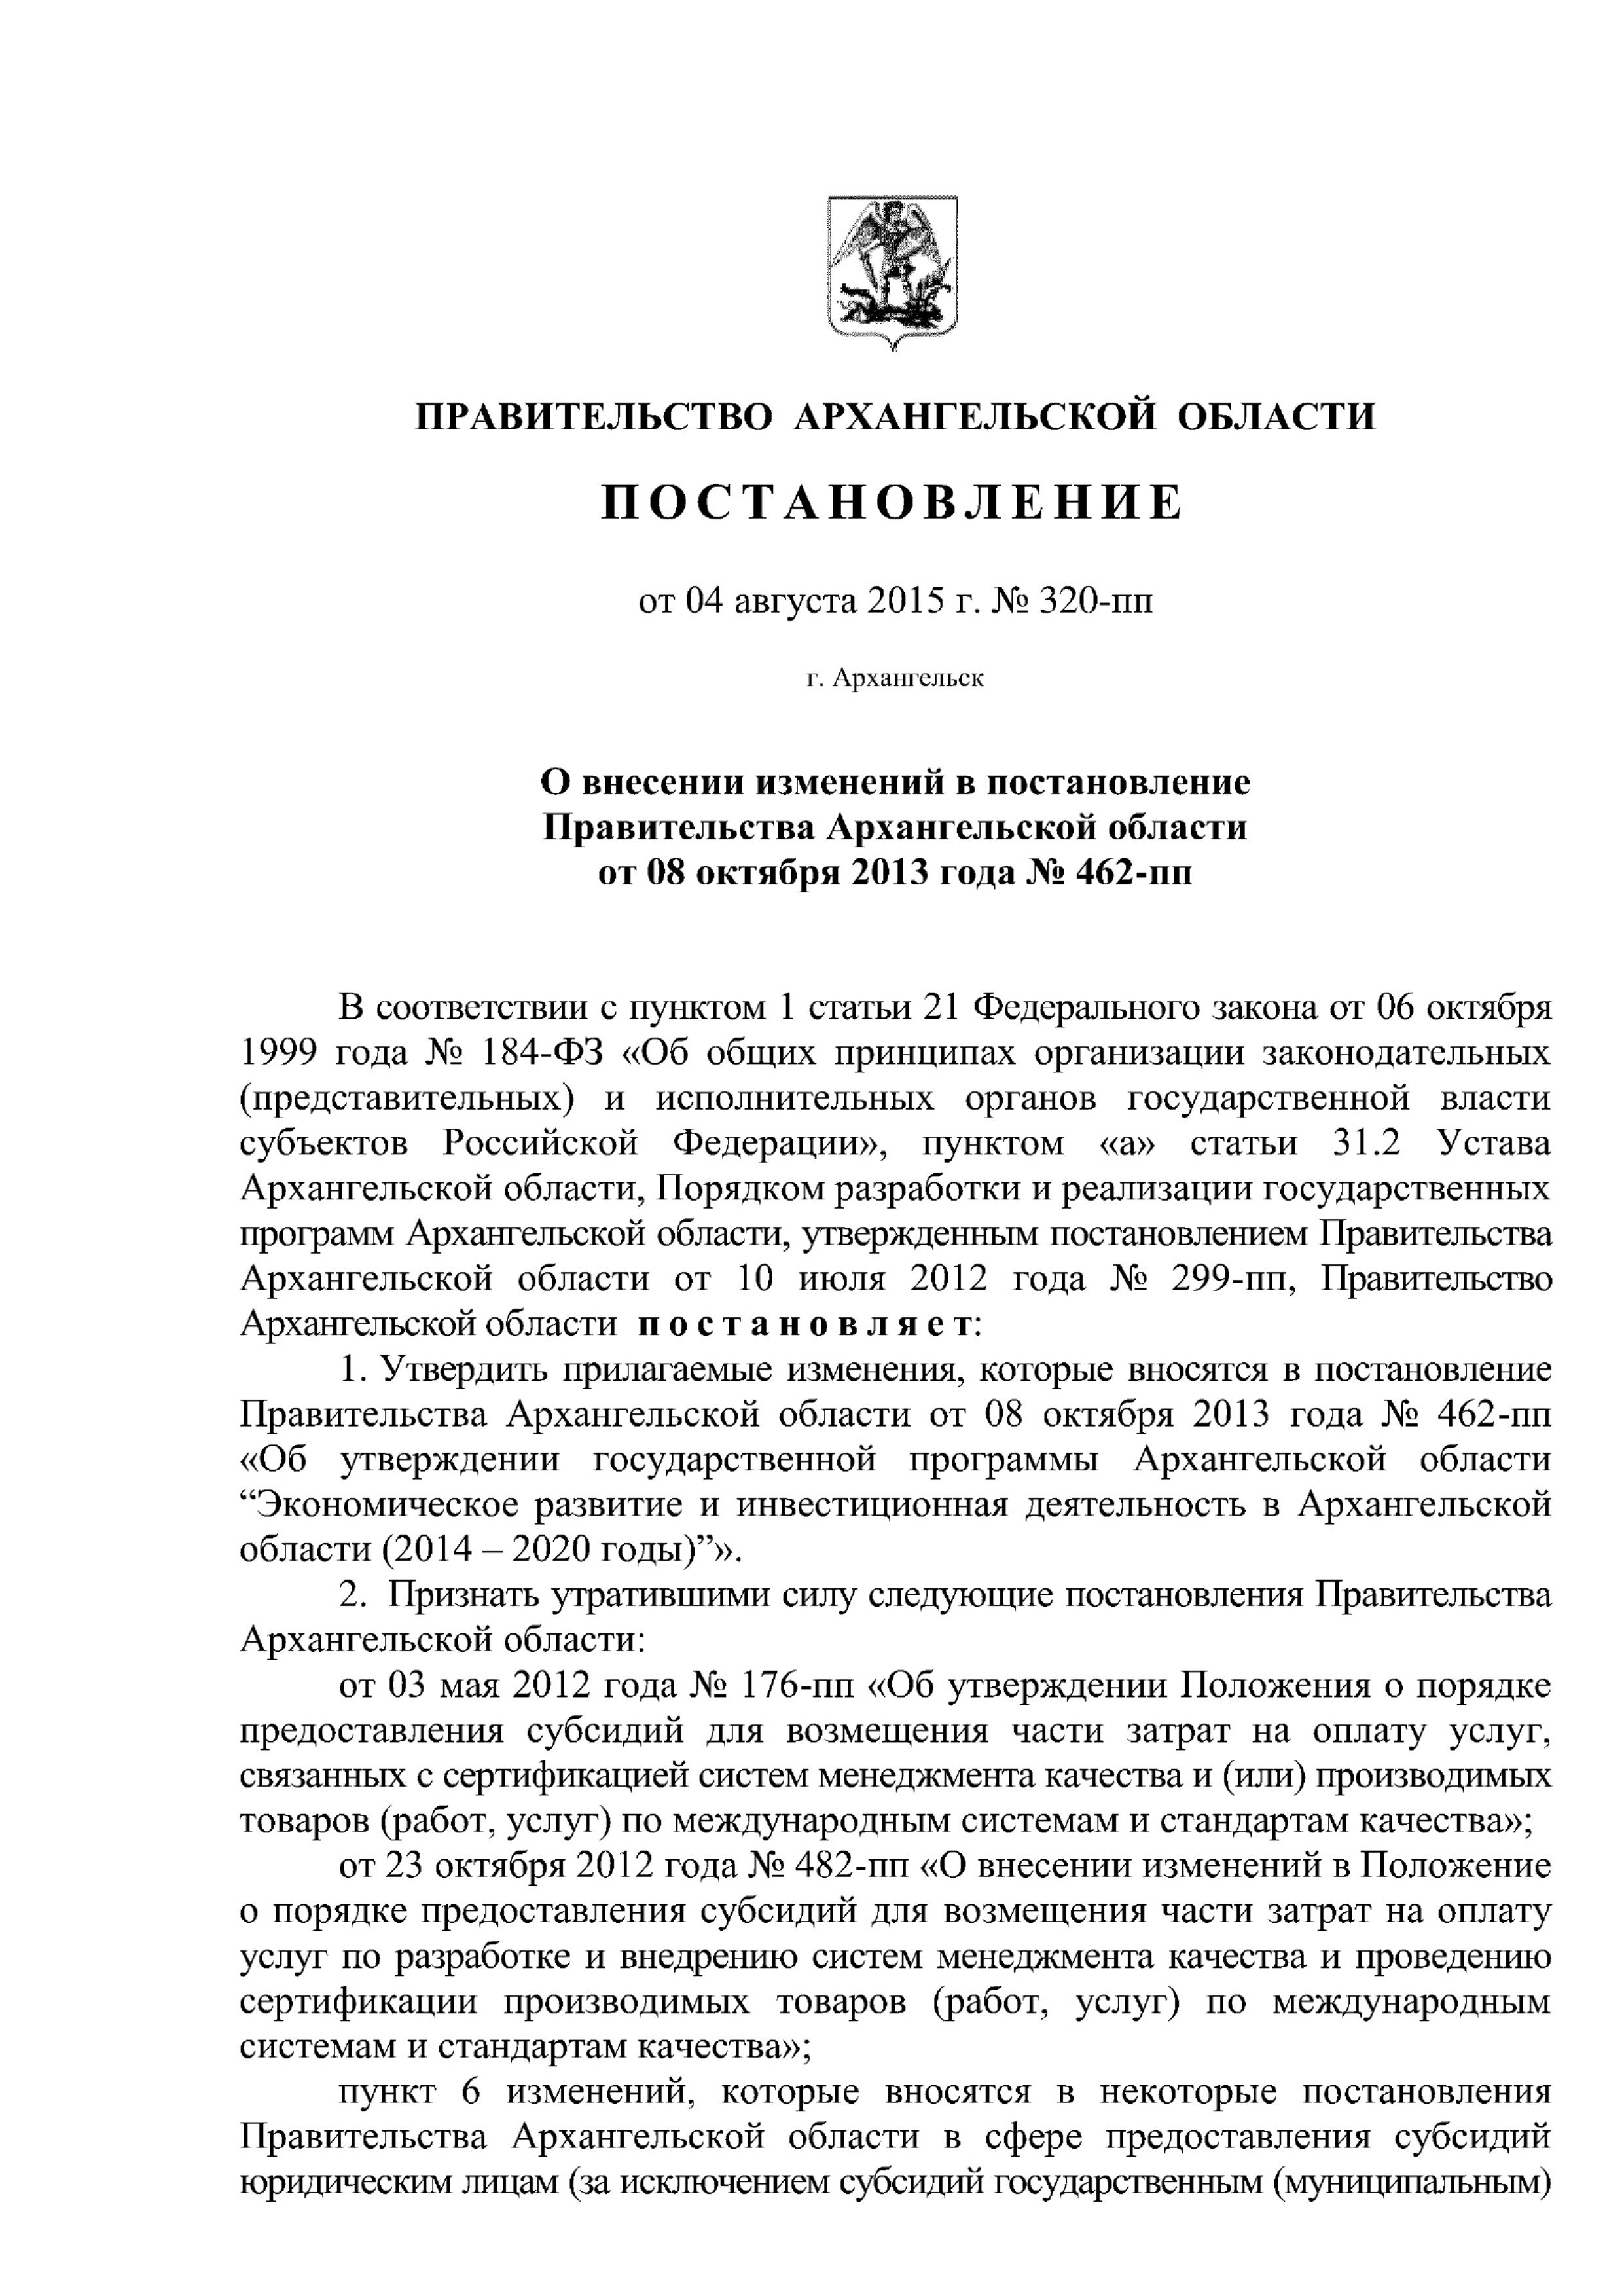 ПРАВИТЕЛЬСТВО АРХАНГЕЛЬСКОЙ ОБЛАСТИ
ПОСТАНОВЛЕНИЕ
от 04 августа 2015 г. № 320-пп
г. Архангельск
О внесении изменений в постановление
Правительства Архангельской области
от 08 октября 2013 года № 462-пп
В соответствии с пунктом 1 статьи 21 Федерального закона от 06 октября
1999 года № 184-ФЗ «Об общих принципах организации законодательных
(представительных) и исполнительных органов государственной власти
субъектов Российской Федерации», пунктом «а» статьи 31.2 Устава
Архангельской области, Порядком разработки и реализации государственных
программ Архангельской области, утвержденным постановлением Правительства
Архангельской области от 10 июля 2012 года № 299-пп, Правительство
Архангельской области п о с т а н о в л я е т:
1. Утвердить прилагаемые изменения, которые вносятся в постановление
Правительства Архангельской области от 08 октября 2013 года № 462-пп
«Об утверждении государственной программы Архангельской области
“Экономическое развитие и инвестиционная деятельность в Архангельской
области (2014 – 2020 годы)”».
2. Признать утратившими силу следующие постановления Правительства
Архангельской области:
от 03 мая 2012 года № 176-пп «Об утверждении Положения о порядке
предоставления субсидий для возмещения части затрат на оплату услуг,
связанных с сертификацией систем менеджмента качества и (или) производимых
товаров (работ, услуг) по международным системам и стандартам качества»;
от 23 октября 2012 года № 482-пп «О внесении изменений в Положение
о порядке предоставления субсидий для возмещения части затрат на оплату
услуг по разработке и внедрению систем менеджмента качества и проведению
сертификации производимых товаров (работ, услуг) по международным
системам и стандартам качества»;
пункт 6 изменений, которые вносятся в некоторые постановления
Правительства Архангельской области в сфере предоставления субсидий
юридическим лицам (за исключением субсидий государственным (муниципальным)